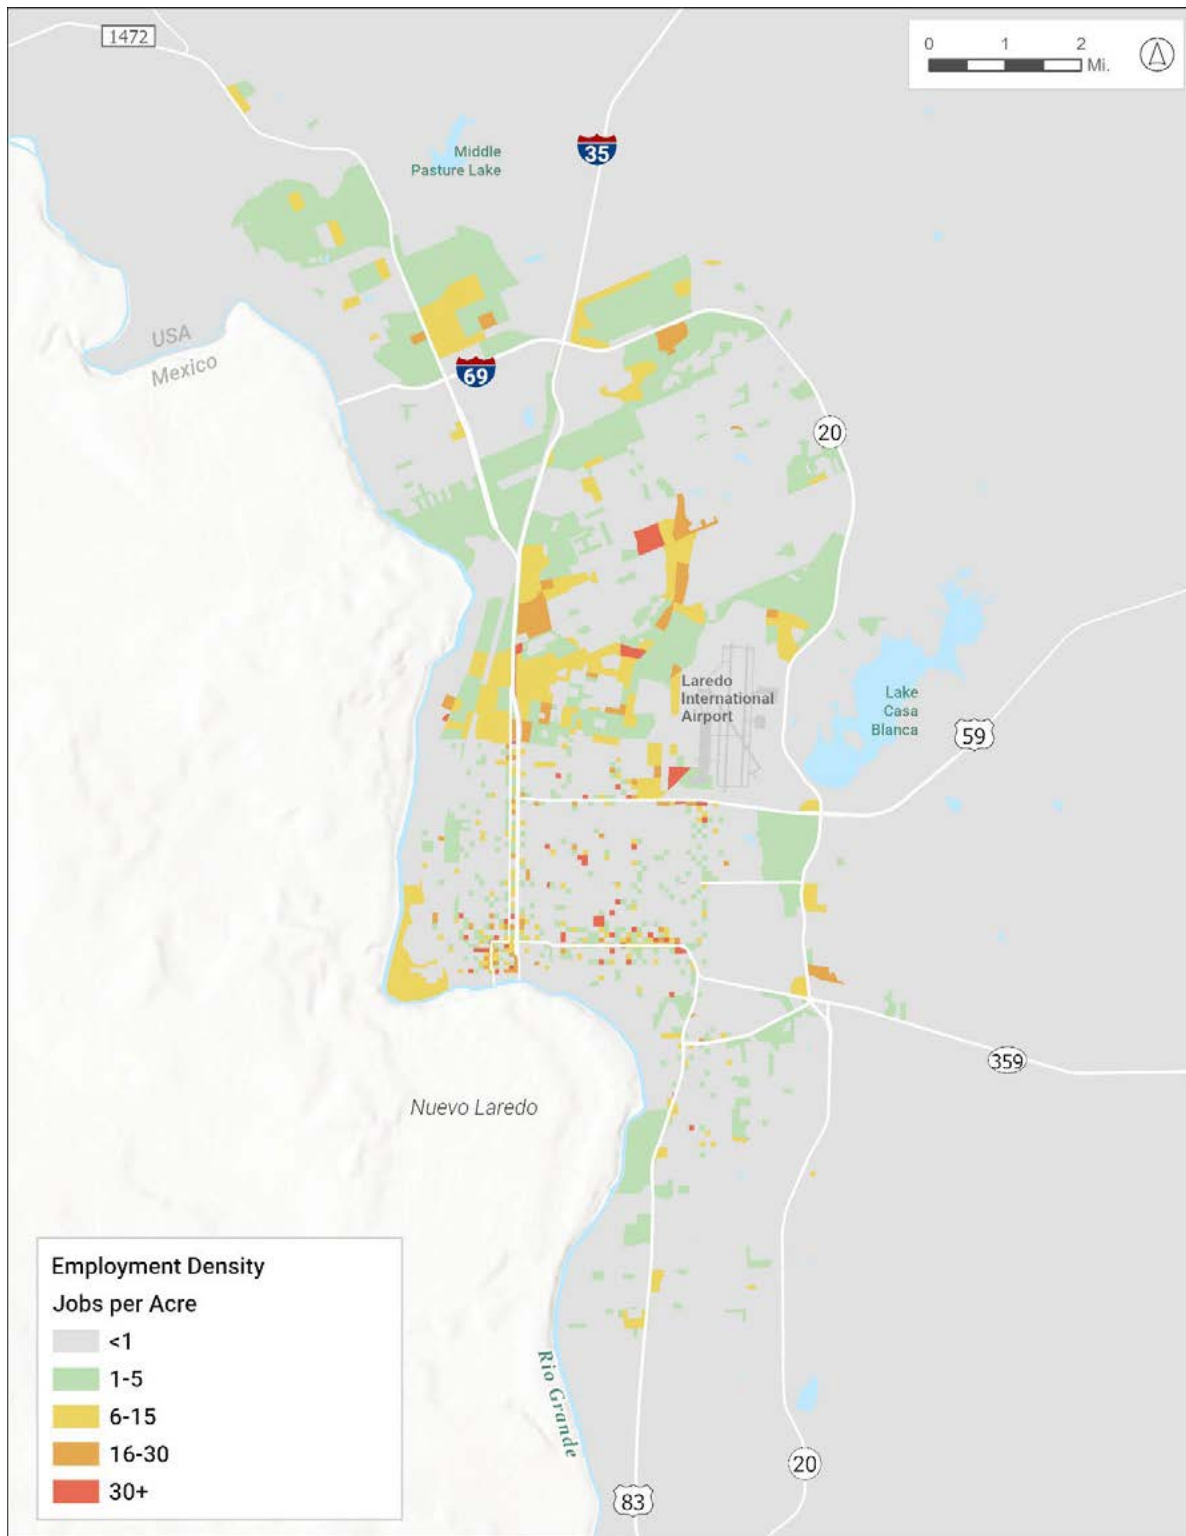 1472
0 1 2
Mi.
Middle
Pasture Lake
35
USA
Mexico
69
20
Laredo
International
Airport
Lake
Casa
Blanca
59
359
Nuevo Laredo
Employment Density
Jobs per Acre
<1
1-5
6-15
16-30
30+
Rio Grande
20
83